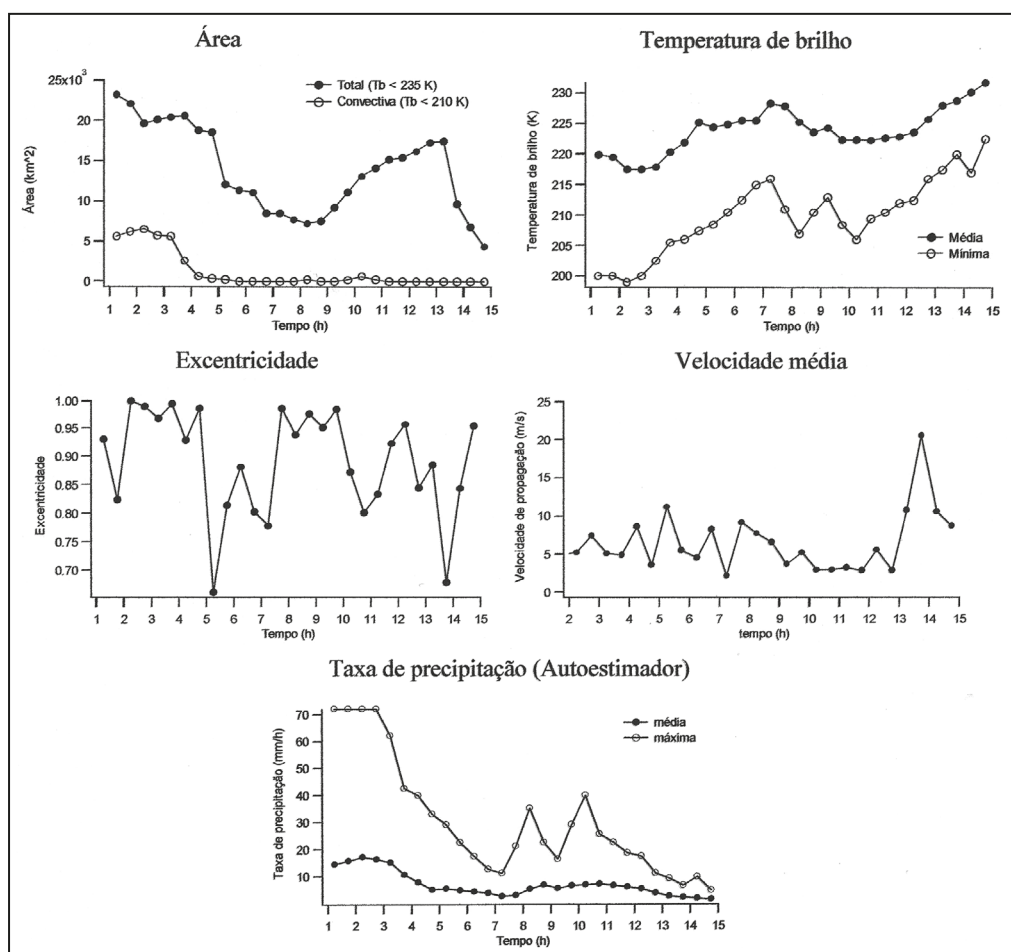 Área
25x10³
20
15
10
5
0
Área (km^2)
Total (Tb < 235 K)
Convectiva (Tb < 210 K)
1 2 3 4 5 6 7 8 9 10 11 12 13 14 15
Tempo (h)
Temperatura de brilho
230
220
210
200
Temperatura de brilho (K)
Média
Mínima
1 2 3 4 5 6 7 8 9 10 11 12 13 14 15
Tempo (h)
Excentricidade
1.00
0.95
0.90
0.85
0.80
0.75
0.70
Excentricidade
1 2 3 4 5 6 7 8 9 10 11 12 13 14 15
Tempo (h)
Velocidade média
25
20
15
10
5
0
Velocidade de propagação (m/s)
2 3 4 5 6 7 8 9 10 11 12 13 14 15
tempo (h)
Taxa de precipitação (Autoestimador)
70
60
50
40
30
20
10
Taxa de precipitação (mm/h)
média
máxima
1 2 3 4 5 6 7 8 9 10 11 12 13 14 15
Tempo (h)